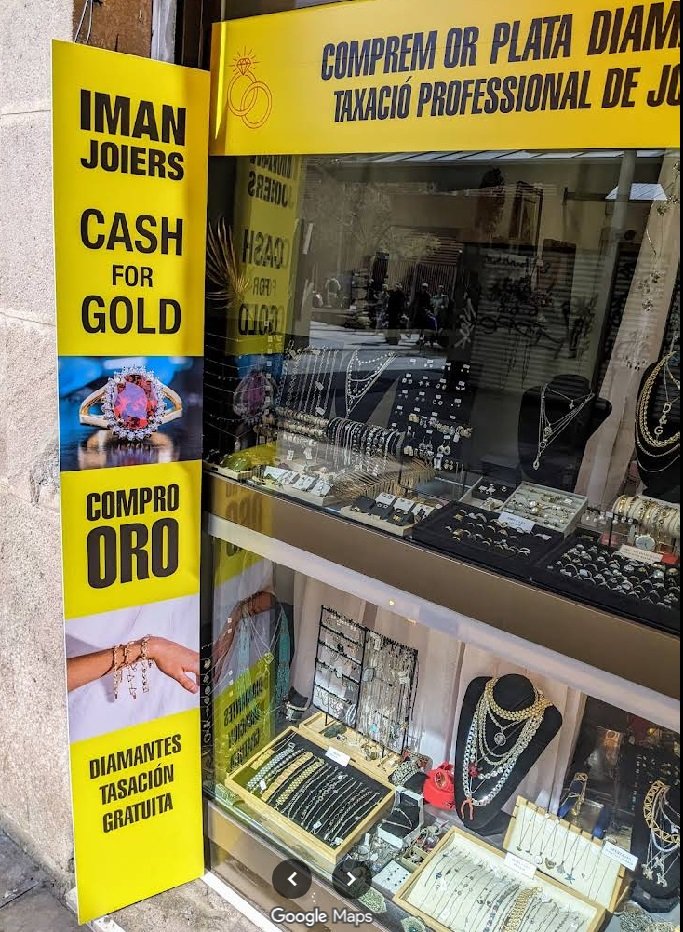 IMAN
JOIERS
CASH
FOR
GOLD
COMPRO
ORO
DIAMANTES
TASACIÓN
GRATUITA
COMPREM OR PLATA DIAM
TAXACIÓ PROFESSIONAL DE JO
Google Maps